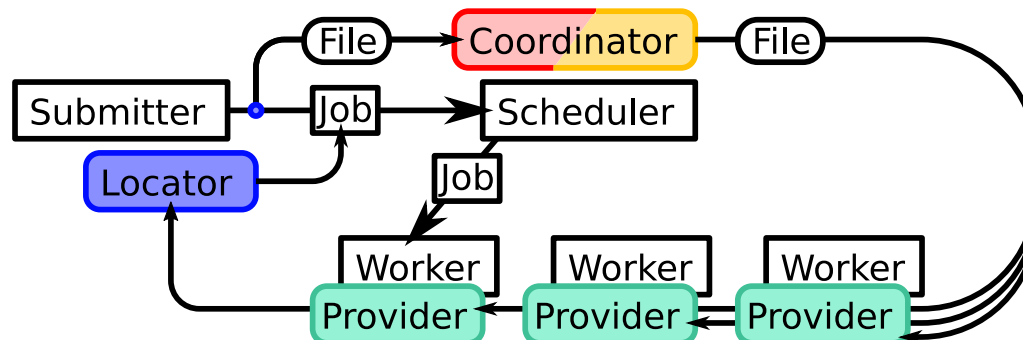 File
Coordinator
File
Submitter
Job
Scheduler
Locator
Job
Worker
Worker
Worker
Provider
Provider
Provider